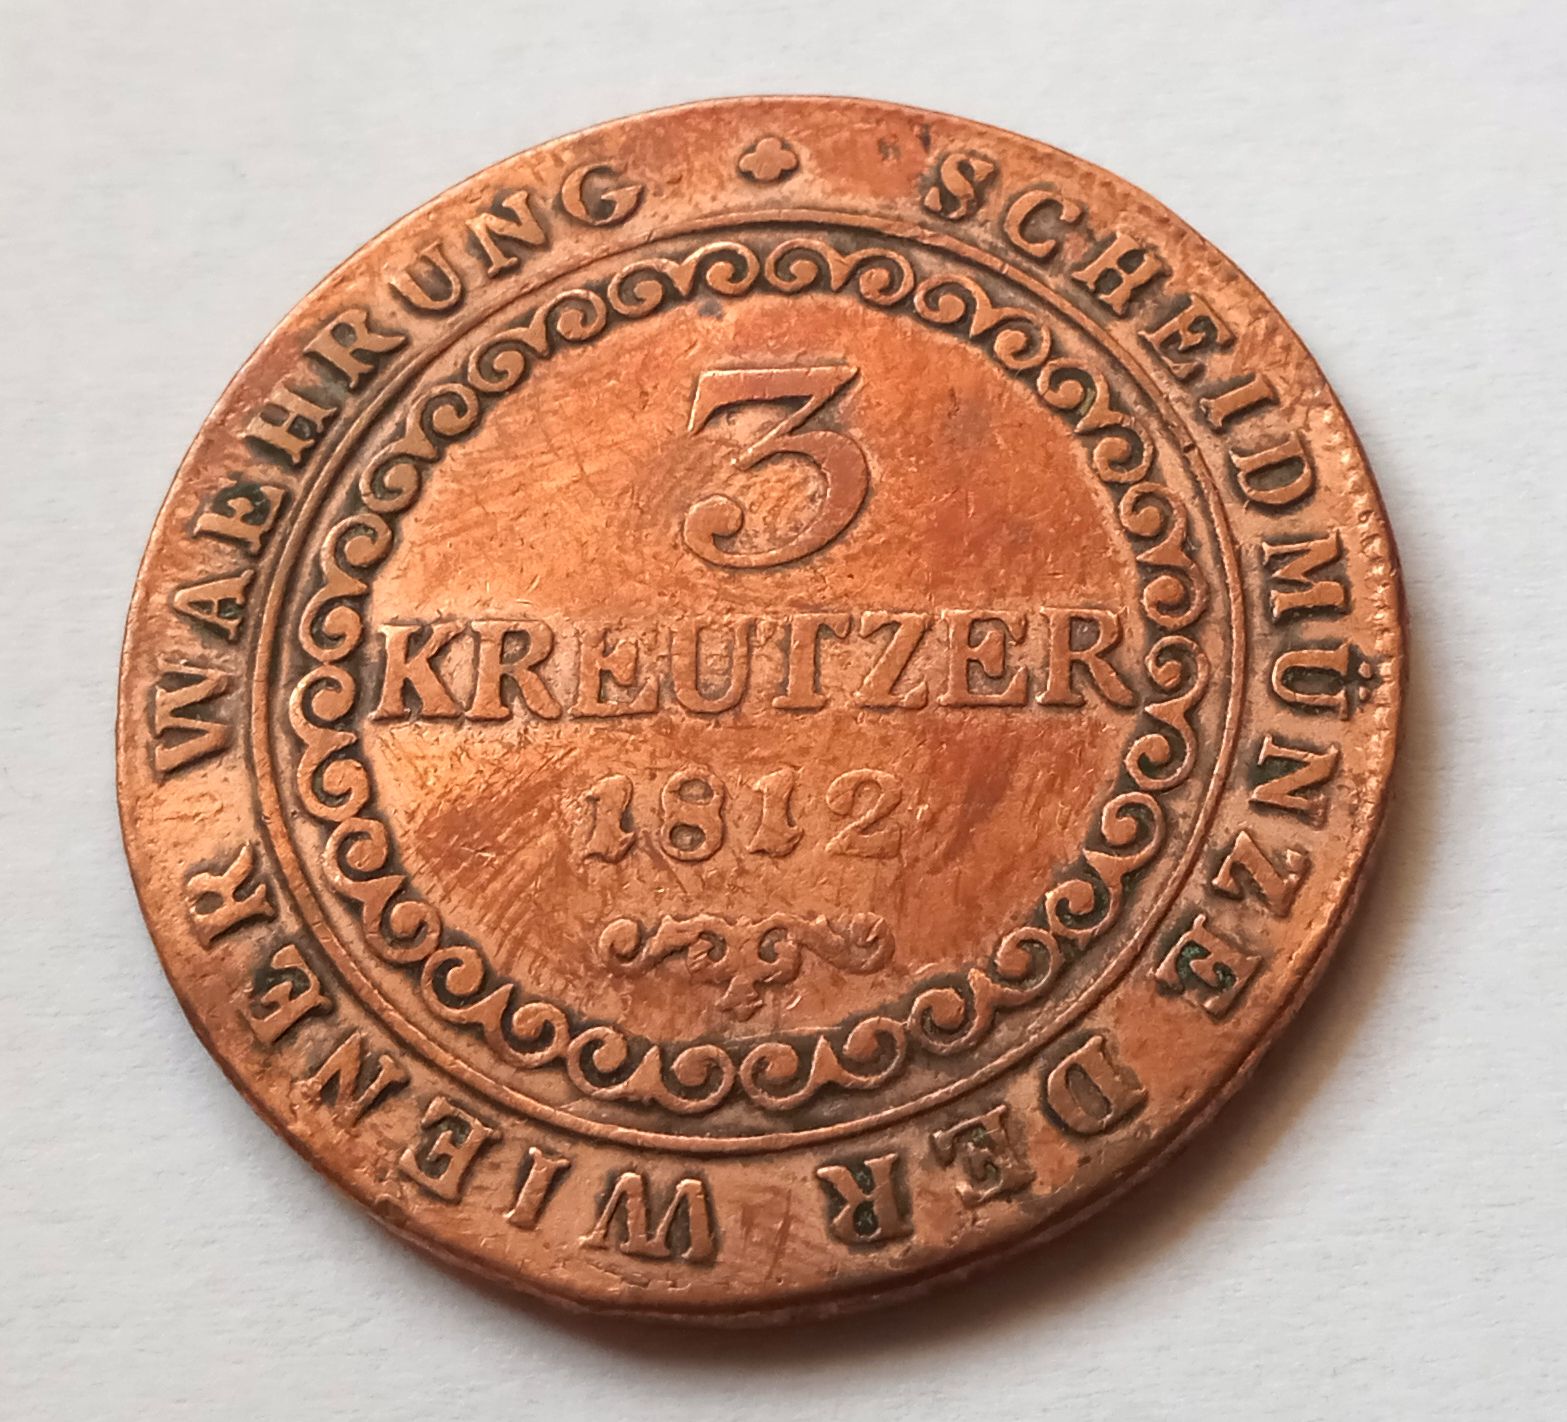 SCHEIDMÜNZE DER WIENER WAEHRUNG
3
KREUTZER
1812